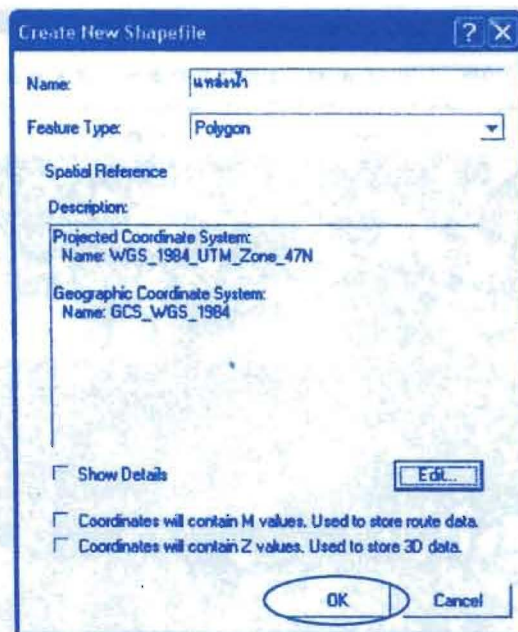 Create New Shapefile
Name: แหล่งน้ำ
Feature Type: Polygon
Spatial Reference
Description:
Projected Coordinate System:
Name: WGS_1984_UTM_Zone_47N
Geographic Coordinate System:
Name: GCS_WGS_1984
Show Details
Edit...
Coordinates will contain M values. Used to store route data.
Coordinates will contain Z values. Used to store 3D data.
OK Cancel